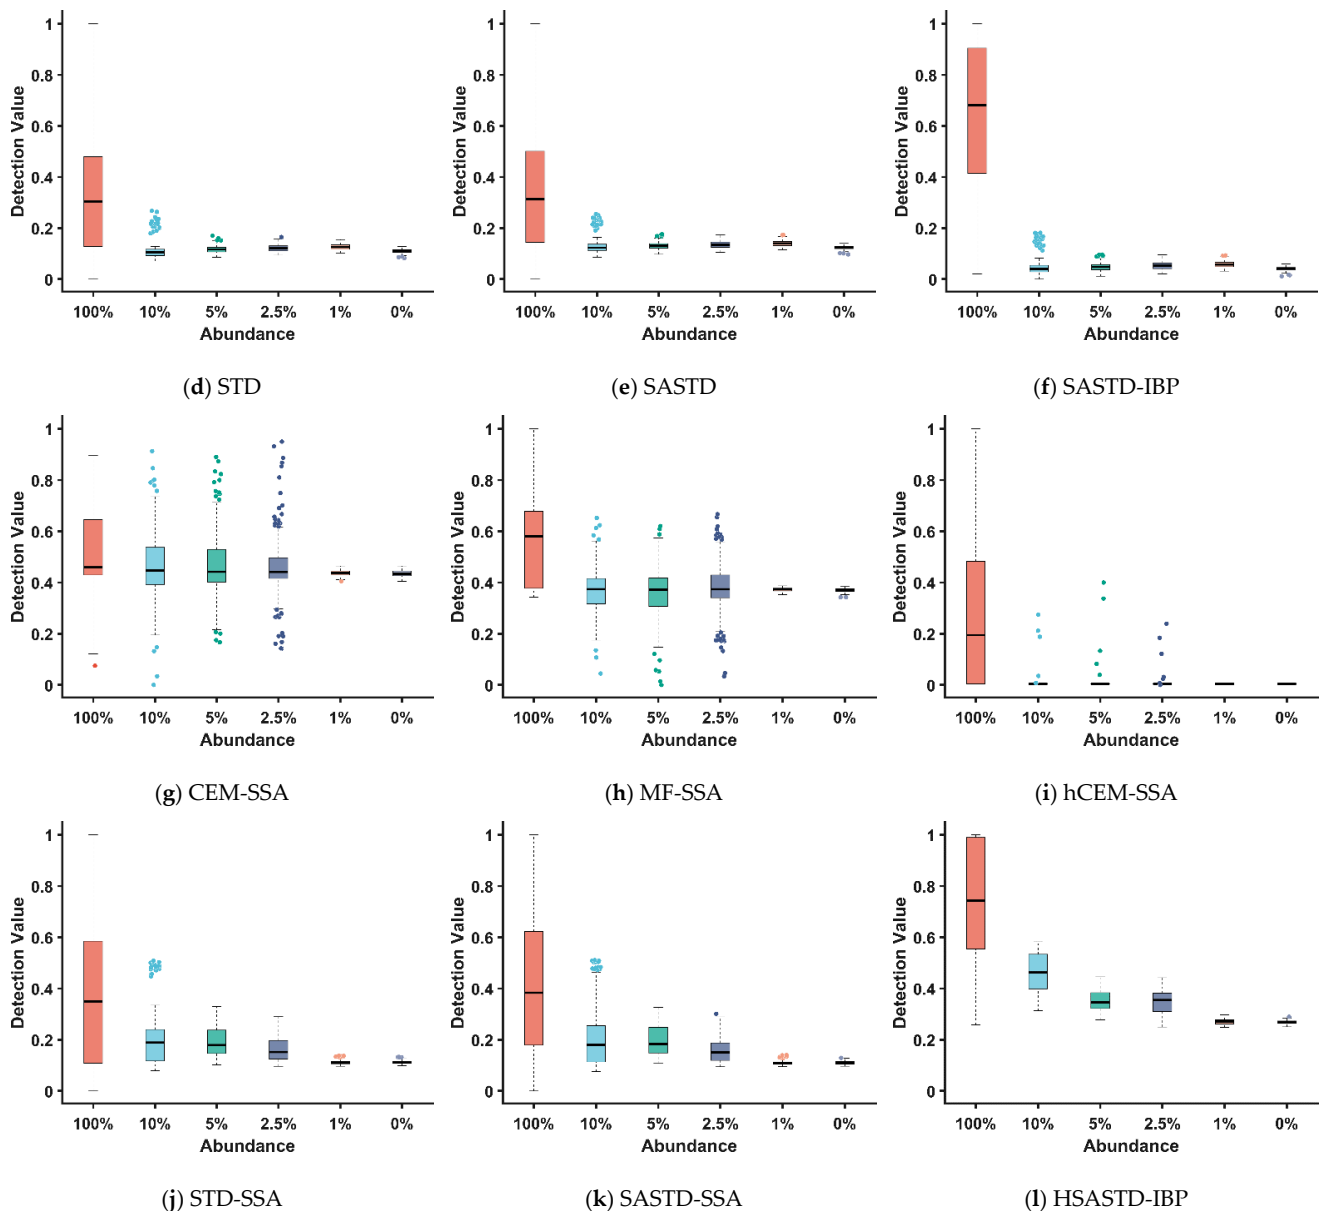 1
0.8
0.6
0.4
0.2
0
Detection Value
100% 10% 5% 2.5% 1% 0%
Abundance
(d) STD
1
0.8
0.6
0.4
0.2
0
Detection Value
100% 10% 5% 2.5% 1% 0%
Abundance
(e) SASTD
1
0.8
0.6
0.4
0.2
0
Detection Value
100% 10% 5% 2.5% 1% 0%
Abundance
(f) SASTD-IBP
1
0.8
0.6
0.4
0.2
0
Detection Value
100% 10% 5% 2.5% 1% 0%
Abundance
(g) CEM-SSA
1
0.8
0.6
0.4
0.2
0
Detection Value
100% 10% 5% 2.5% 1% 0%
Abundance
(h) MF-SSA
1
0.8
0.6
0.4
0.2
0
Detection Value
100% 10% 5% 2.5% 1% 0%
Abundance
(i) hCEM-SSA
1
0.8
0.6
0.4
0.2
0
Detection Value
100% 10% 5% 2.5% 1% 0%
Abundance
(j) STD-SSA
1
0.8
0.6
0.4
0.2
0
Detection Value
100% 10% 5% 2.5% 1% 0%
Abundance
(k) SASTD-SSA
1
0.8
0.6
0.4
0.2
0
Detection Value
100% 10% 5% 2.5% 1% 0%
Abundance
(l) HSASTD-IBP